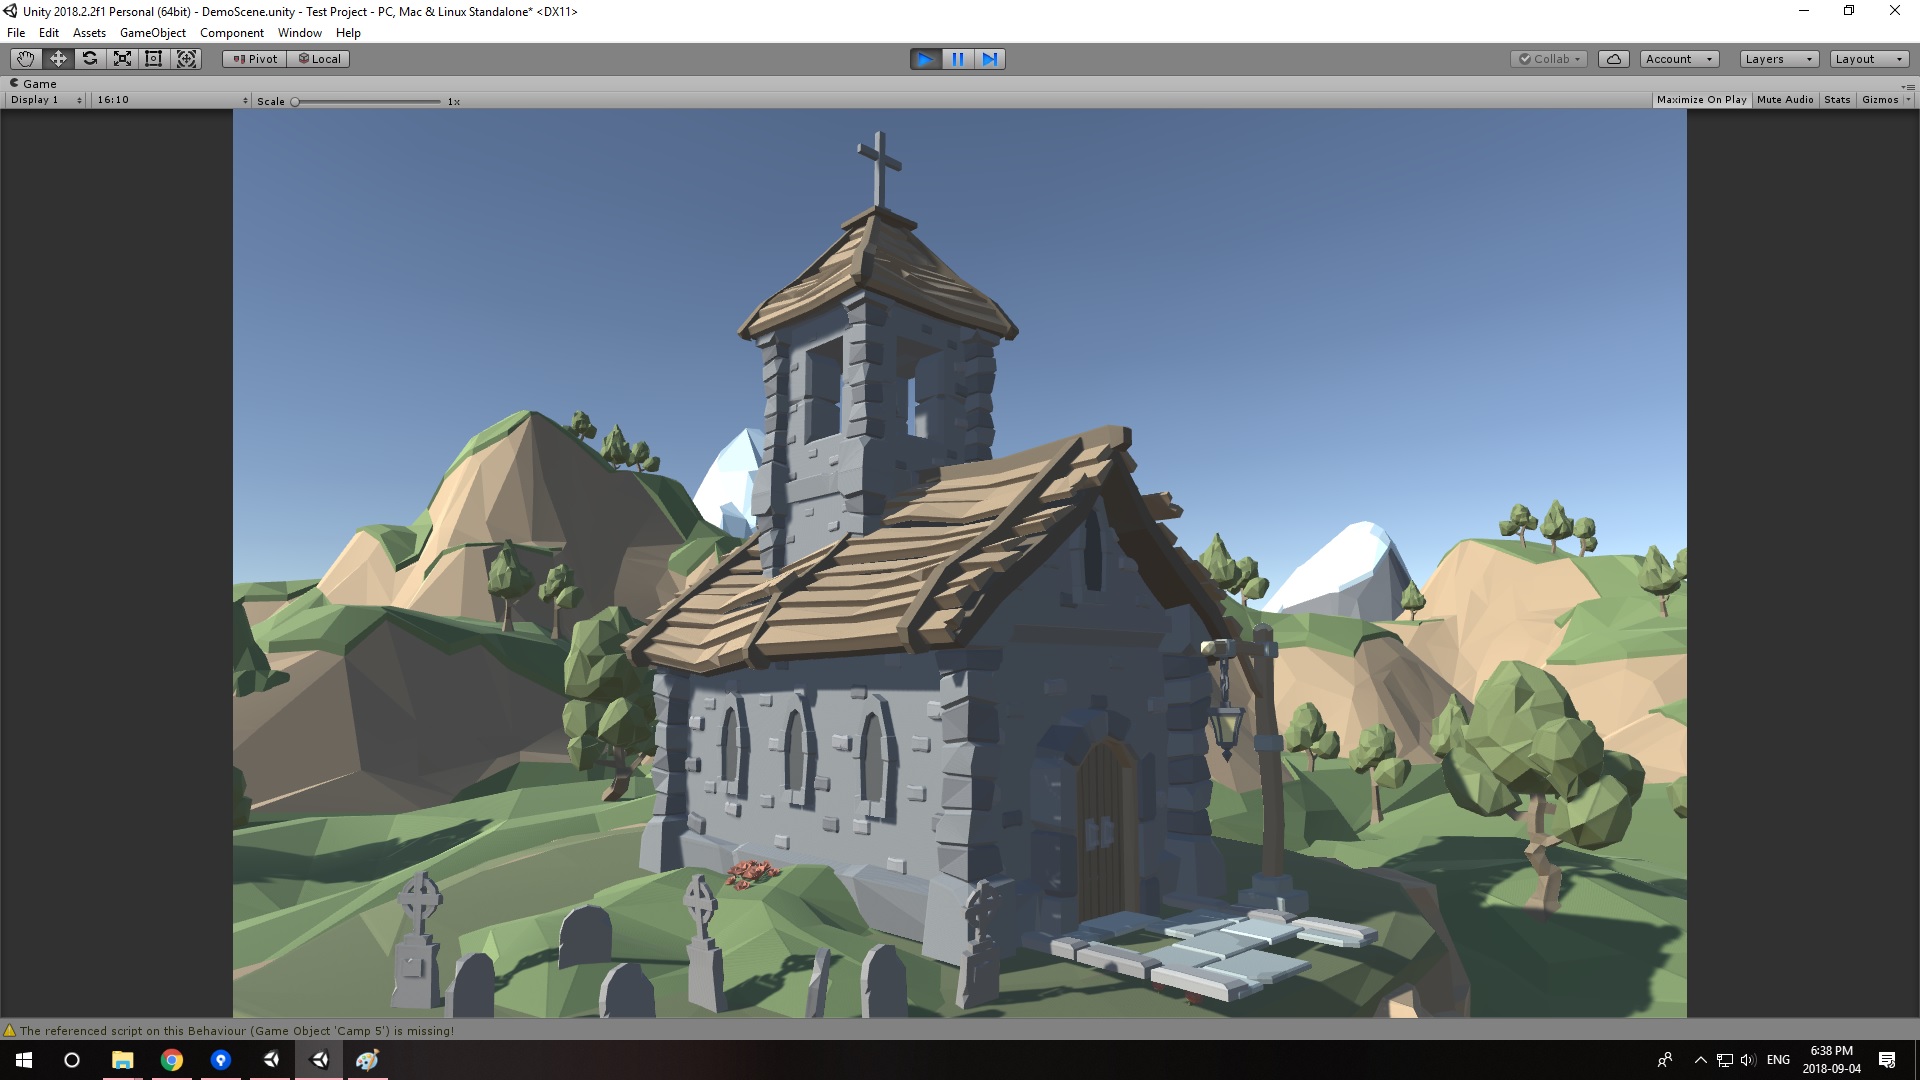 Unity 2018.2.2f1 Personal (64bit) - DemoScene.unity - Test Project - PC, Mac & Linux Standalone* <DX11>
File Edit Assets GameObject Component Window Help
Pivot Local Collab Account Layers Layout
Game
Display 1 16:10 Scale 1x Maximize On Play Mute Audio Stats Gizmos
The referenced script on this Behaviour (Game Object 'Camp 5') is missing!
ENG
6:38 PM
2018-09-04